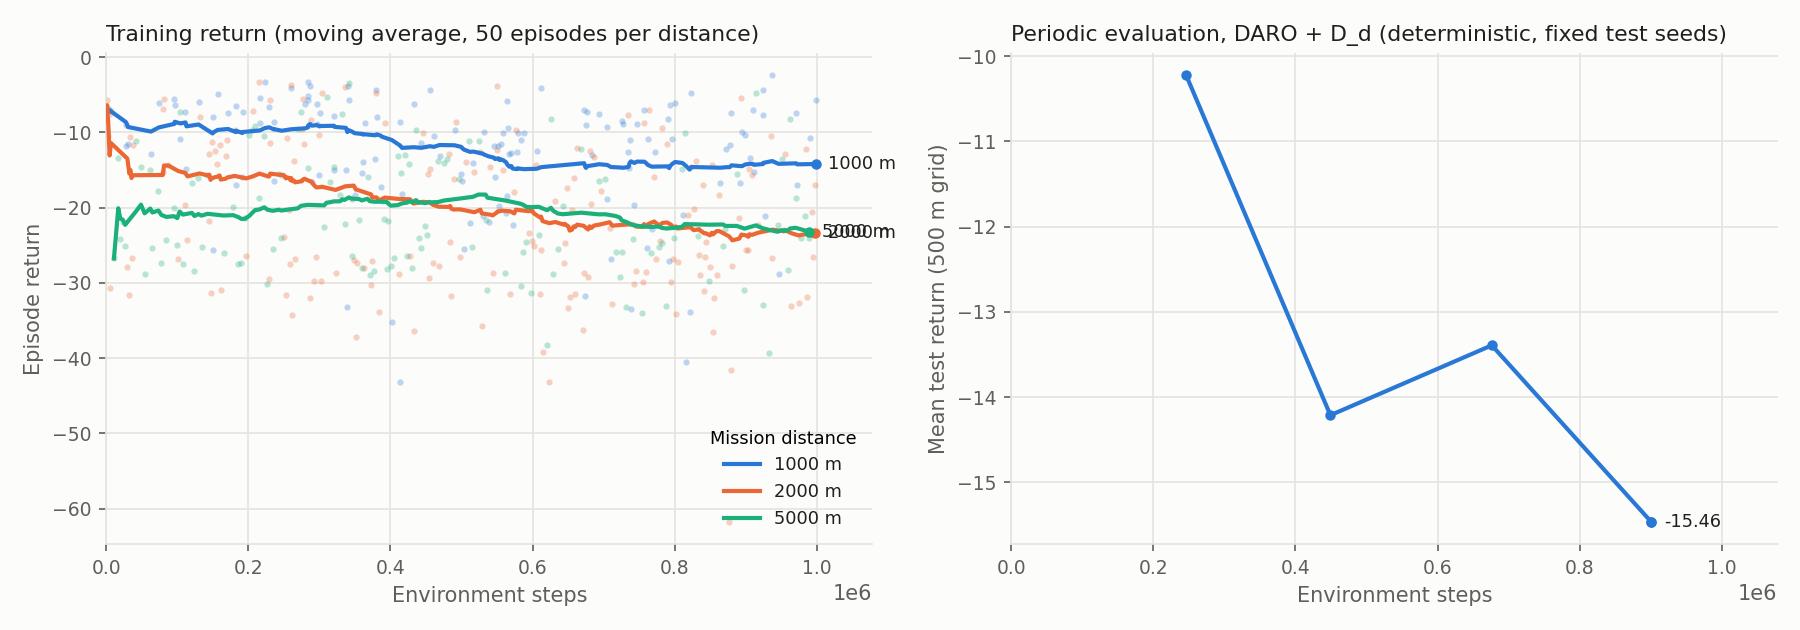 Training return (moving average, 50 episodes per distance)
Episode return
0
−10
−20
−30
−40
−50
−60
1000 m
5000 m
2000 m
Mission distance
1000 m
2000 m
5000 m
0.0 0.2 0.4 0.6 0.8 1.0
1e6
Environment steps
Periodic evaluation, DARO + D_d (deterministic, fixed test seeds)
Mean test return (500 m grid)
−10
−11
−12
−13
−14
−15
-15.46
0.0 0.2 0.4 0.6 0.8 1.0
1e6
Environment steps